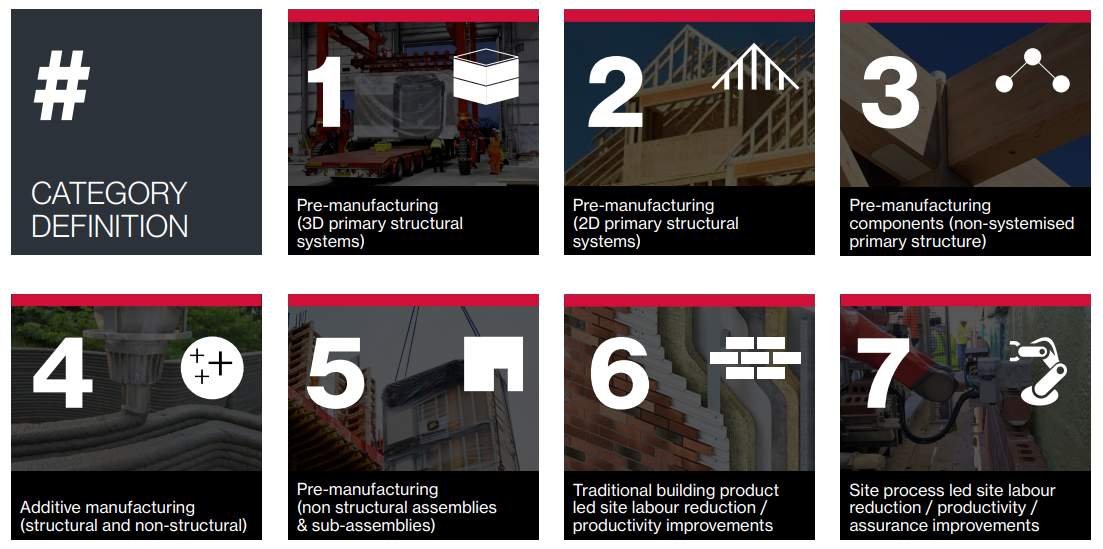 #
CATEGORY
DEFINITION
1
Pre-manufacturing
(3D primary structural
systems)
2
Pre-manufacturing
(2D primary structural
systems)
3
Pre-manufacturing
components (non-systemised
primary structure)
4
Additive manufacturing
(structural and non-structural)
5
Pre-manufacturing
(non structural assemblies
& sub-assemblies)
6
Traditional building product
led site labour reduction /
productivity improvements
7
Site process led site labour
reduction / productivity /
assurance improvements